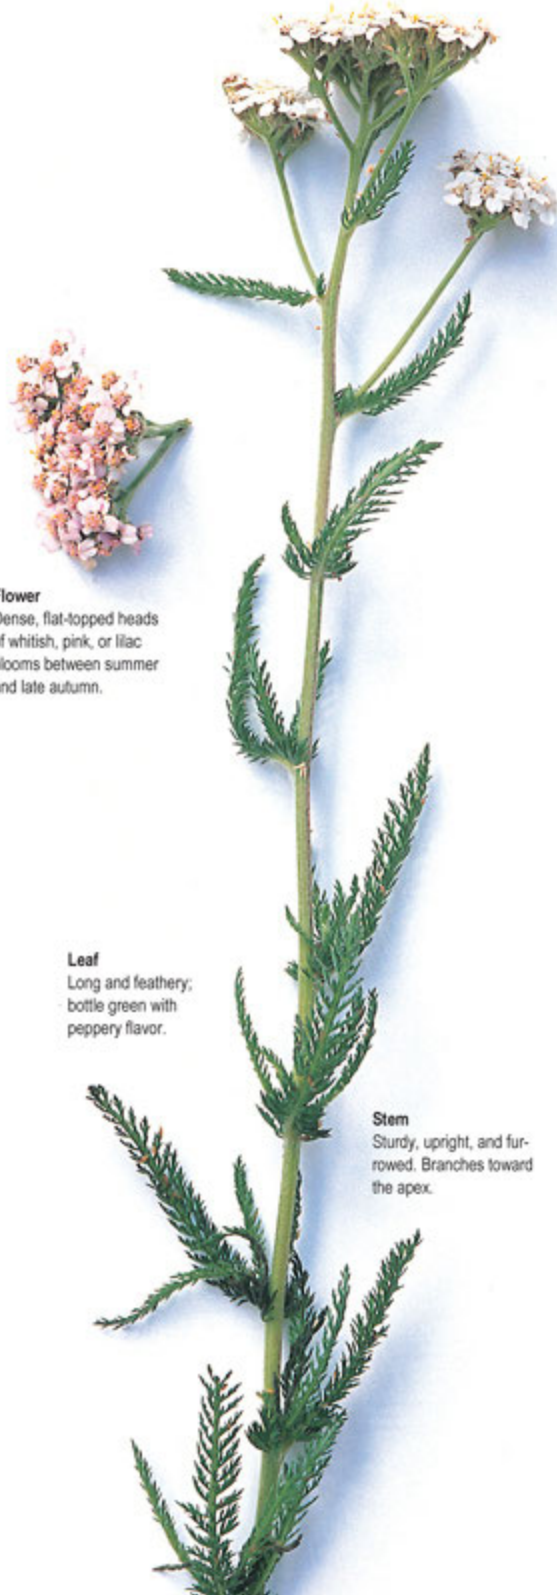 lower
ense, flat-topped heads
f whitish, pink, or lilac
looms between summer
nd late autumn.
Leaf
Long and feathery;
bottle green with
peppery flavor.
Stem
Sturdy, upright, and fur-
rowed. Branches toward
the apex.